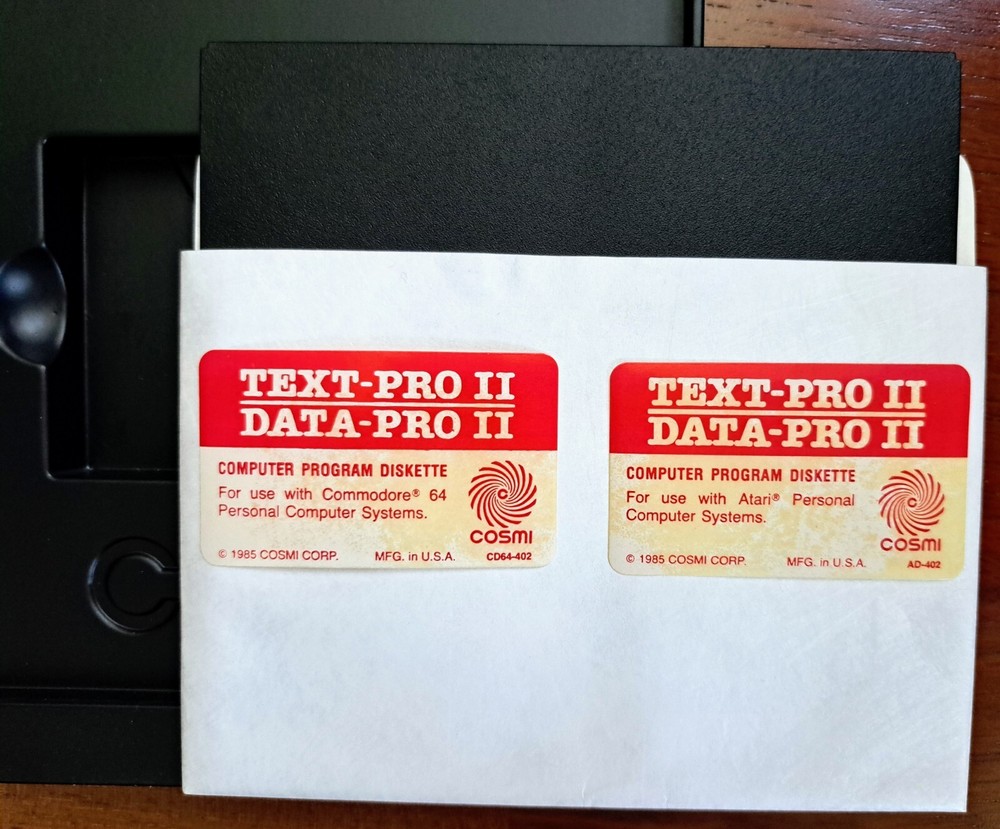 TEXT-PRO II
DATA-PRO II
COMPUTER PROGRAM DISKETTE
For use with Commodore® 64
Personal Computer Systems.
COSMI
© 1985 COSMI CORP. MFG. in U.S.A. CD64-402
TEXT-PRO II
DATA-PRO II
COMPUTER PROGRAM DISKETTE
For use with Atari® Personal
Computer Systems.
COSMI
© 1985 COSMI CORP. MFG. in U.S.A. AD-402